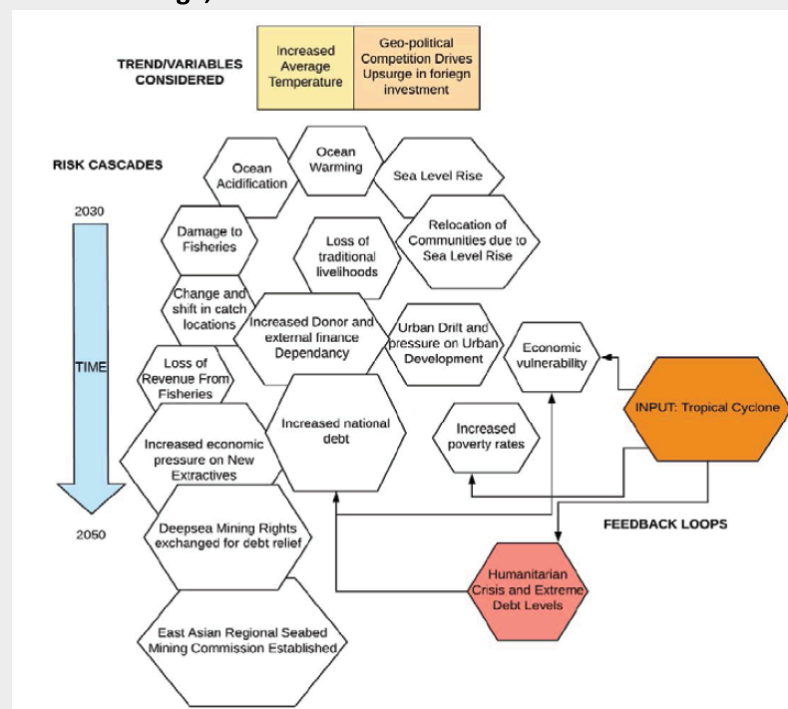 TREND/VARIABLES
CONSIDERED
Increased
Average
Temperature
Geo-political
Competition Drives
Upsurge in foriegn
investment
RISK CASCADES
Ocean
Acidification
Ocean
Warming
Sea Level Rise
2030
Damage to
Fisheries
Loss of
traditional
livelihoods
Relocation of
Communities due to
Sea Level Rise
Change and
shift in catch
locations
Increased Donor and
external finance
Dependancy
Urban Drift and
pressure on Urban
Development
Economic
vulnerability
TIME
Loss of
Revenue From
Fisheries
INPUT: Tropical Cyclone
Increased national
debt
Increased
poverty rates
Increased economic
pressure on New
Extractives
2050
Deepsea Mining Rights
exchanged for debt relief
FEEDBACK LOOPS
Humanitarian
Crisis and Extreme
Debt Levels
East Asian Regional Seabed
Mining Commission Established